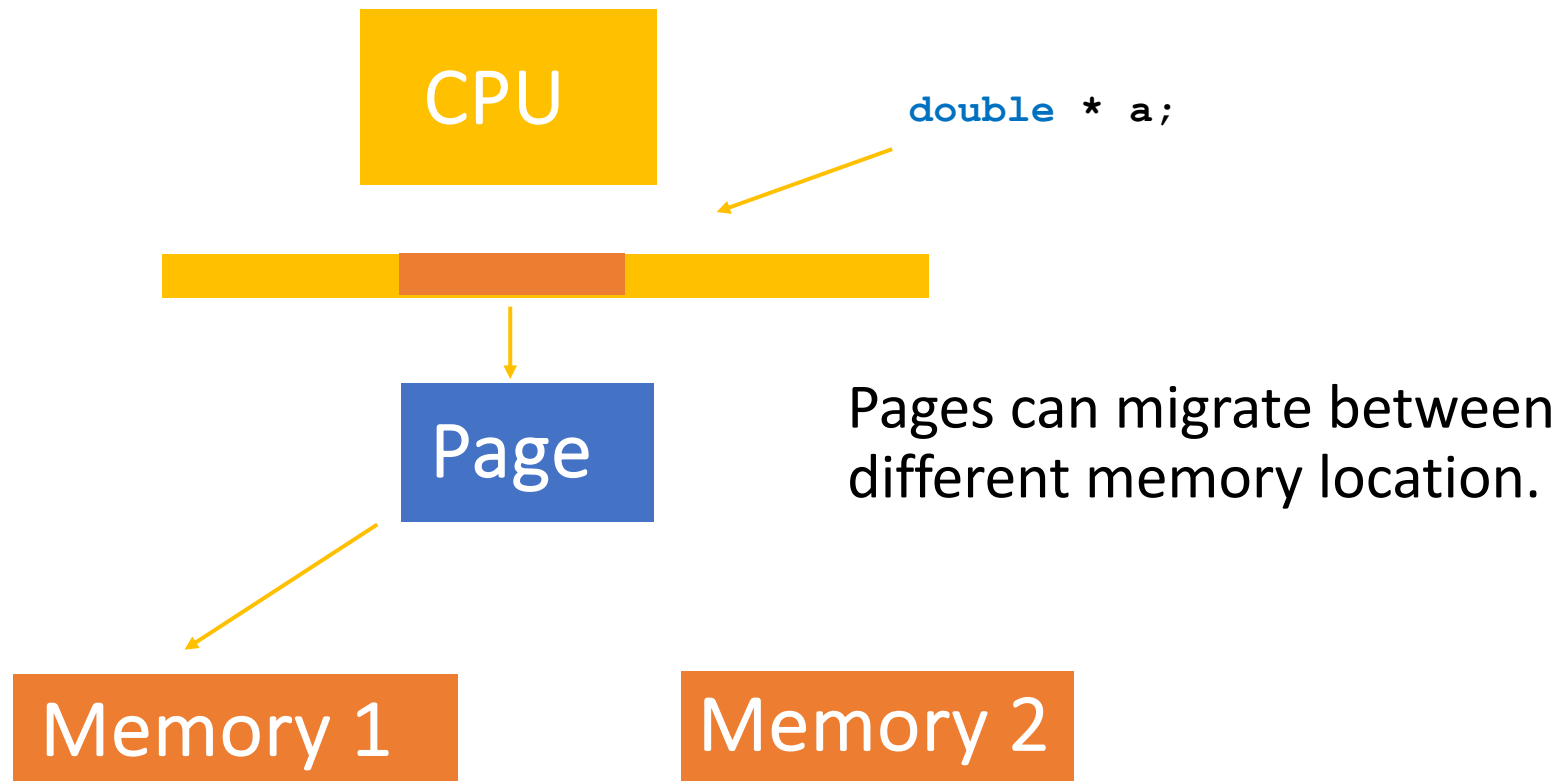 CPU
double * a;
Page
Pages can migrate between
different memory location.
Memory 1
Memory 2